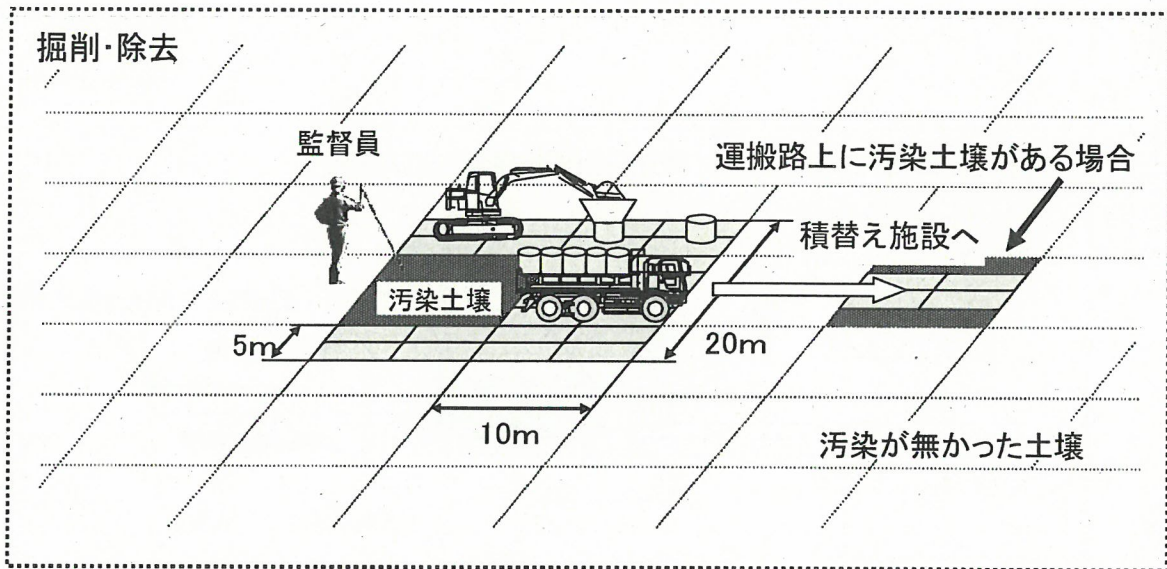 掘削・除去
監督員
運搬路上に汚染土壌がある場合
積替え施設へ
汚染土壌
5m
20m
10m
汚染が無かった土壌